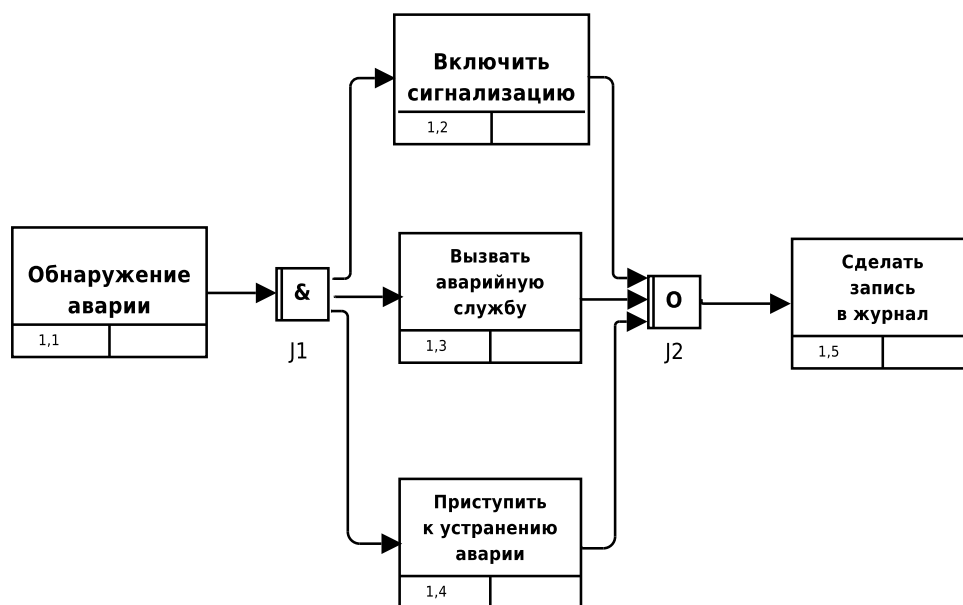 Включить
сигнализацию
1,2
Обнаружение
аварии
1,1
&
J1
Вызвать
аварийную
службу
1,3
O
J2
Сделать
запись
в журнал
1,5
Приступить
к устранению
аварии
1,4